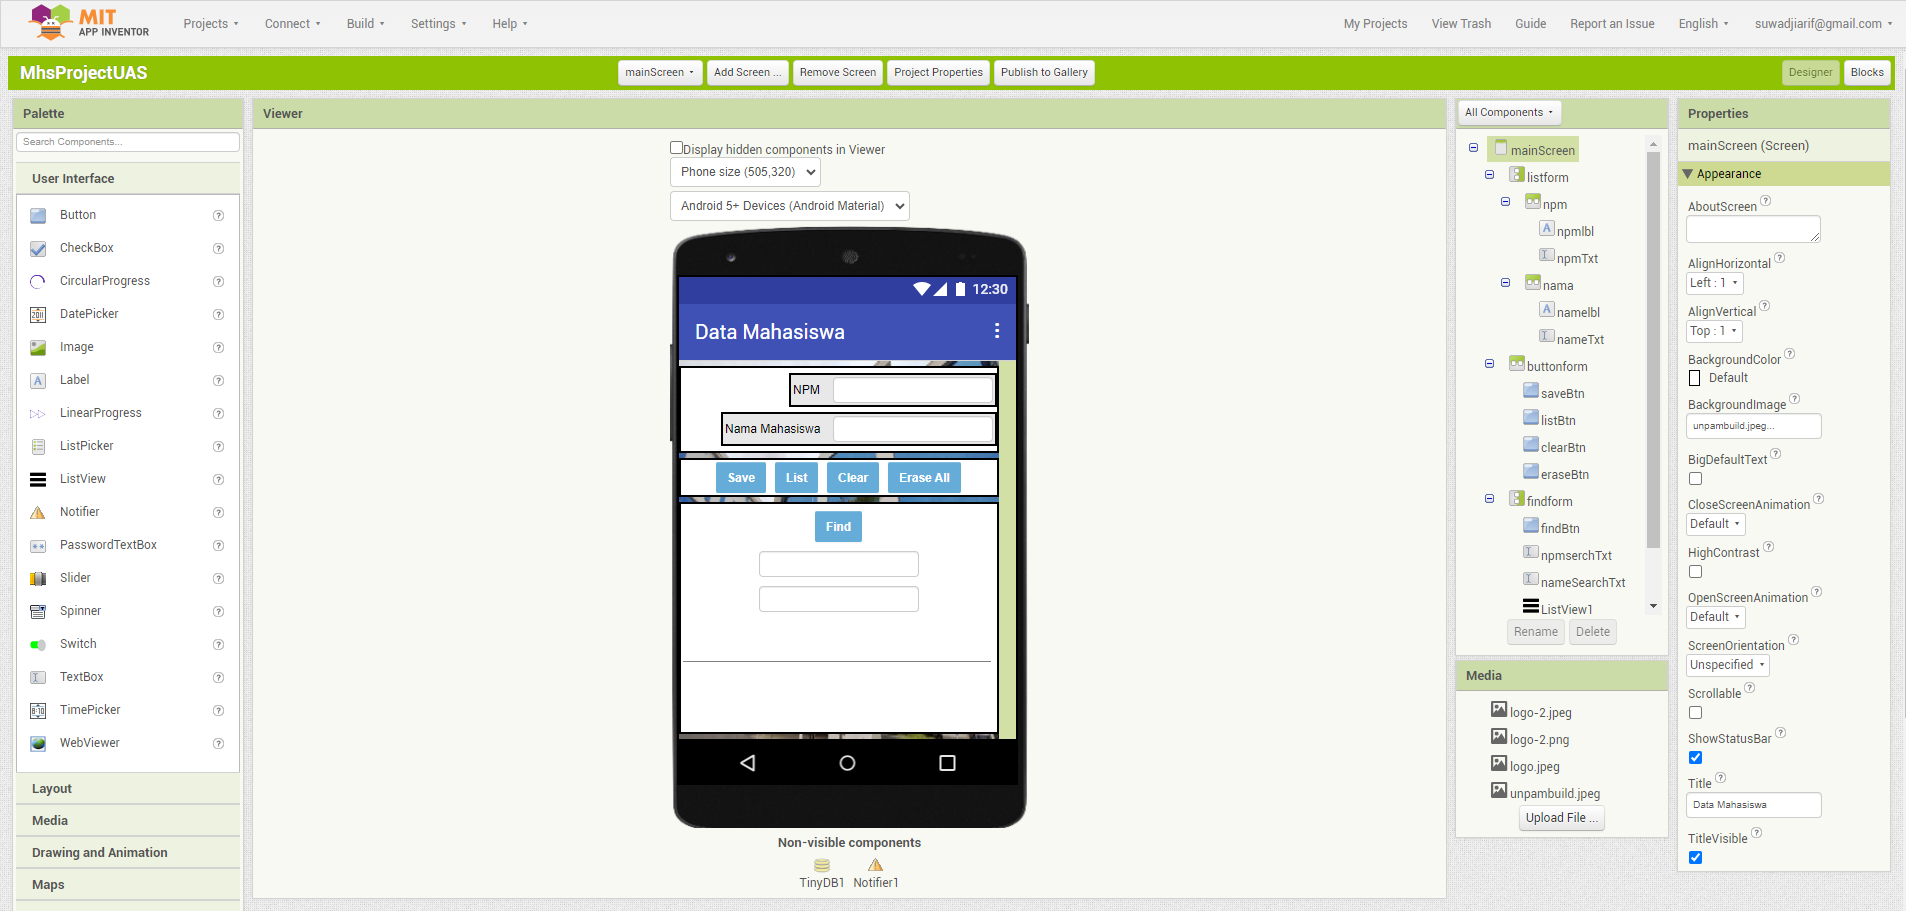 MIT
APP INVENTOR
Projects
Connect
Build
Settings
Help
My Projects
View Trash
Guide
Report an Issue
English
suwadjiarif@gmail.com
MhsProjectUAS
mainScreen
Add Screen ...
Remove Screen
Project Properties
Publish to Gallery
Designer
Blocks
Palette
Search Components...
User Interface
Button
CheckBox
CircularProgress
DatePicker
Image
Label
LinearProgress
ListPicker
ListView
Notifier
PasswordTextBox
Slider
Spinner
Switch
TextBox
TimePicker
WebViewer
Layout
Media
Drawing and Animation
Maps
Viewer
Display hidden components in Viewer
Phone size (505,320)
Android 5+ Devices (Android Material)
12:30
Data Mahasiswa
NPM
Nama Mahasiswa
Save
List
Clear
Erase All
Find
Non-visible components
TinyDB1
Notifier1
All Components
mainScreen
listform
npm
npmlbl
npmTxt
nama
namelbl
nameTxt
buttonform
saveBtn
listBtn
clearBtn
eraseBtn
findform
findBtn
npmserchTxt
nameSearchTxt
ListView1
Rename
Delete
Media
logo-2.jpeg
logo-2.png
logo.jpeg
unpambuild.jpeg
Upload File ...
Properties
mainScreen (Screen)
Appearance
AboutScreen
AlignHorizontal
Left : 1
AlignVertical
Top : 1
BackgroundColor
Default
BackgroundImage
unpambuild.jpeg...
BigDefaultText
CloseScreenAnimation
Default
HighContrast
OpenScreenAnimation
Default
ScreenOrientation
Unspecified
Scrollable
ShowStatusBar
Title
Data Mahasiswa
TitleVisible